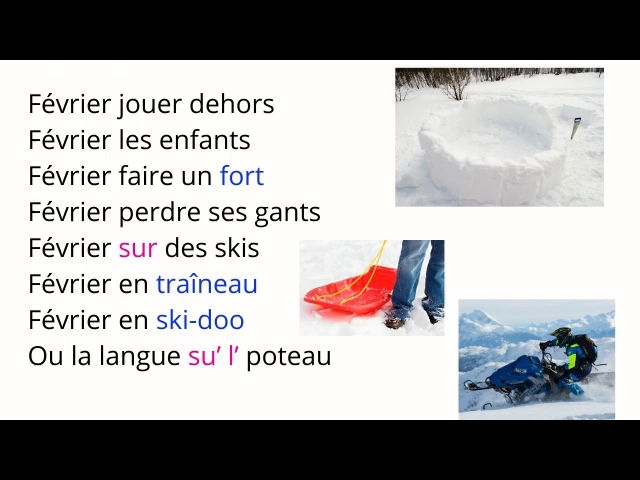 Février jouer dehors
Février les enfants
Février faire un fort
Février perdre ses gants
Février sur des skis
Février en traîneau
Février en ski-doo
Ou la langue su’ l’ poteau